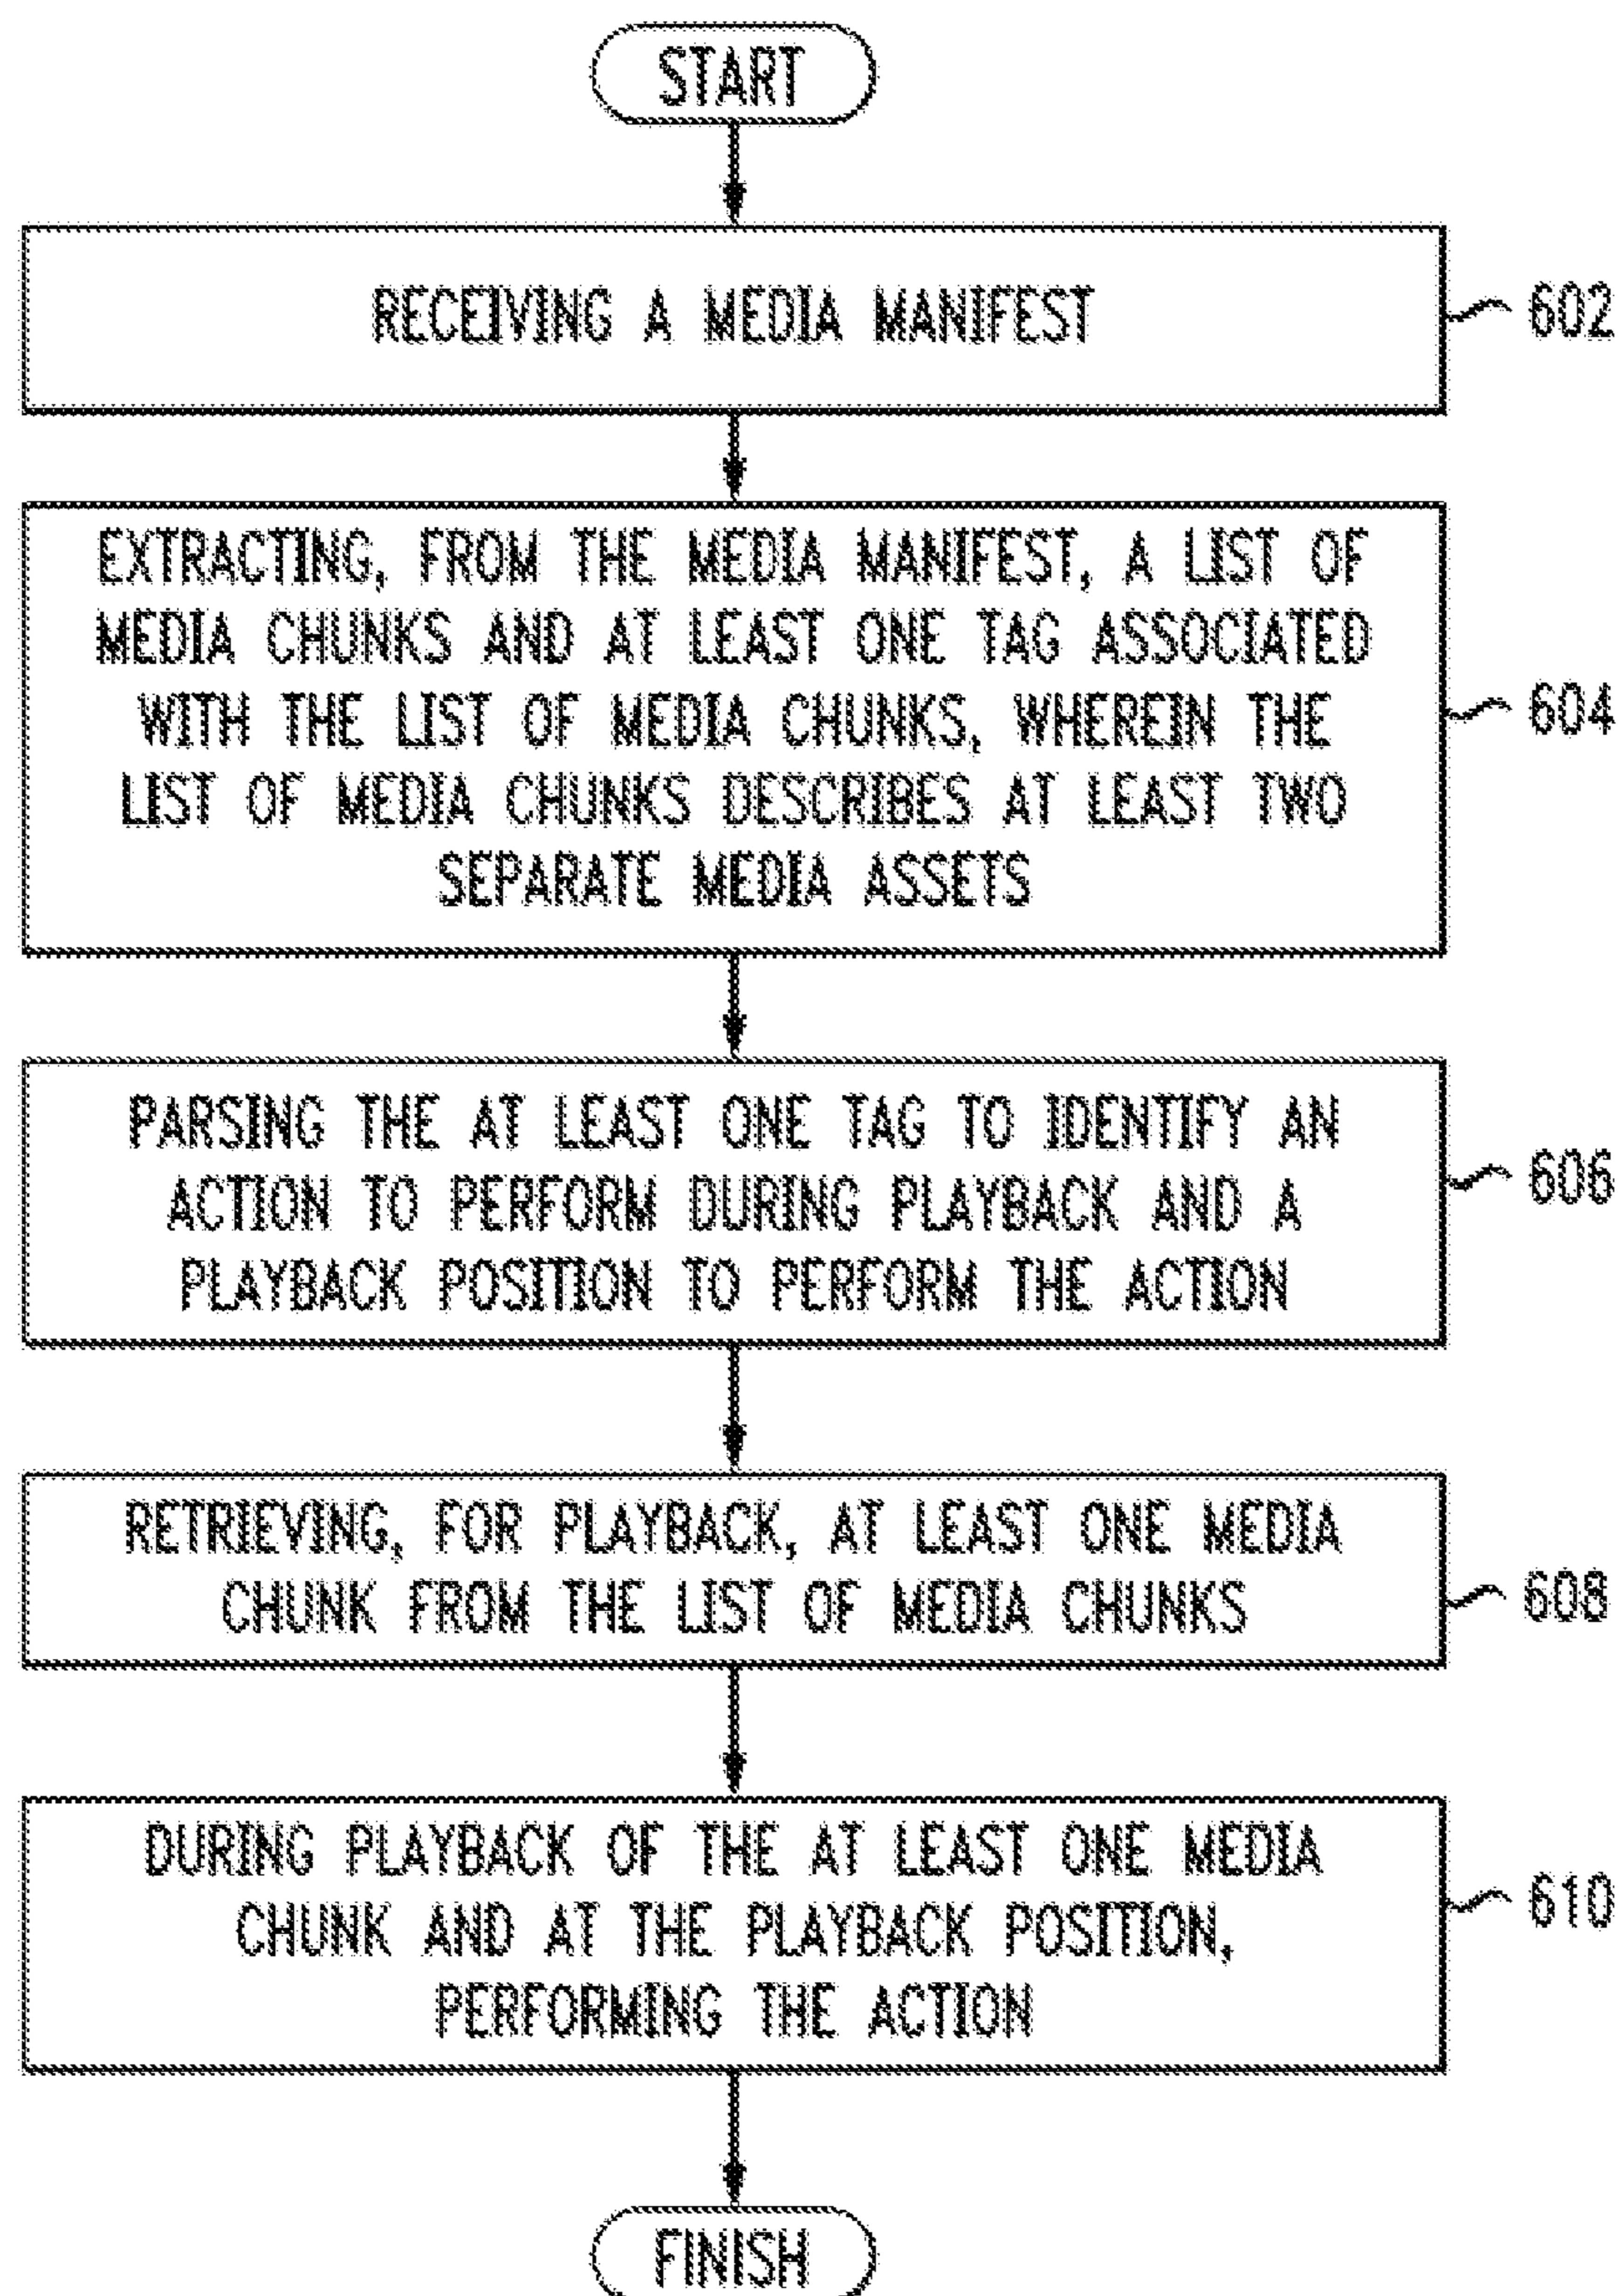 START
RECEIVING A MEDIA MANIFEST
602
EXTRACTING, FROM THE MEDIA MANIFEST, A LIST OF
MEDIA CHUNKS AND AT LEAST ONE TAG ASSOCIATED
WITH THE LIST OF MEDIA CHUNKS, WHEREIN THE
LIST OF MEDIA CHUNKS DESCRIBES AT LEAST TWO
SEPARATE MEDIA ASSETS
604
PARSING THE AT LEAST ONE TAG TO IDENTIFY AN
ACTION TO PERFORM DURING PLAYBACK AND A
PLAYBACK POSITION TO PERFORM THE ACTION
606
RETRIEVING, FOR PLAYBACK, AT LEAST ONE MEDIA
CHUNK FROM THE LIST OF MEDIA CHUNKS
608
DURING PLAYBACK OF THE AT LEAST ONE MEDIA
CHUNK AND AT THE PLAYBACK POSITION,
PERFORMING THE ACTION
610
FINISH